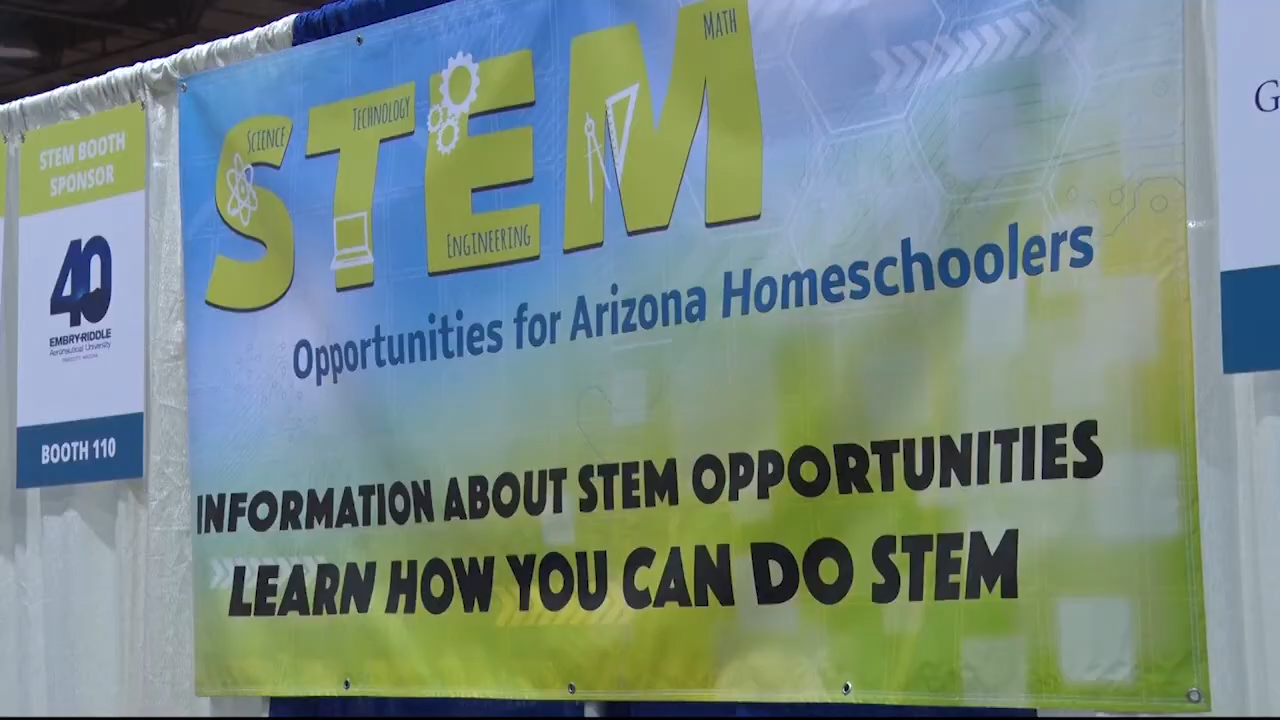 STEM BOOTH
SPONSOR
40
EMBRY-RIDDLE
Aeronautical University
BOOTH 110
STEM
SCIENCE
TECHNOLOGY
ENGINEERING
MATH
Opportunities for Arizona Homeschoolers
INFORMATION ABOUT STEM OPPORTUNITIES
LEARN HOW YOU CAN DO STEM
G